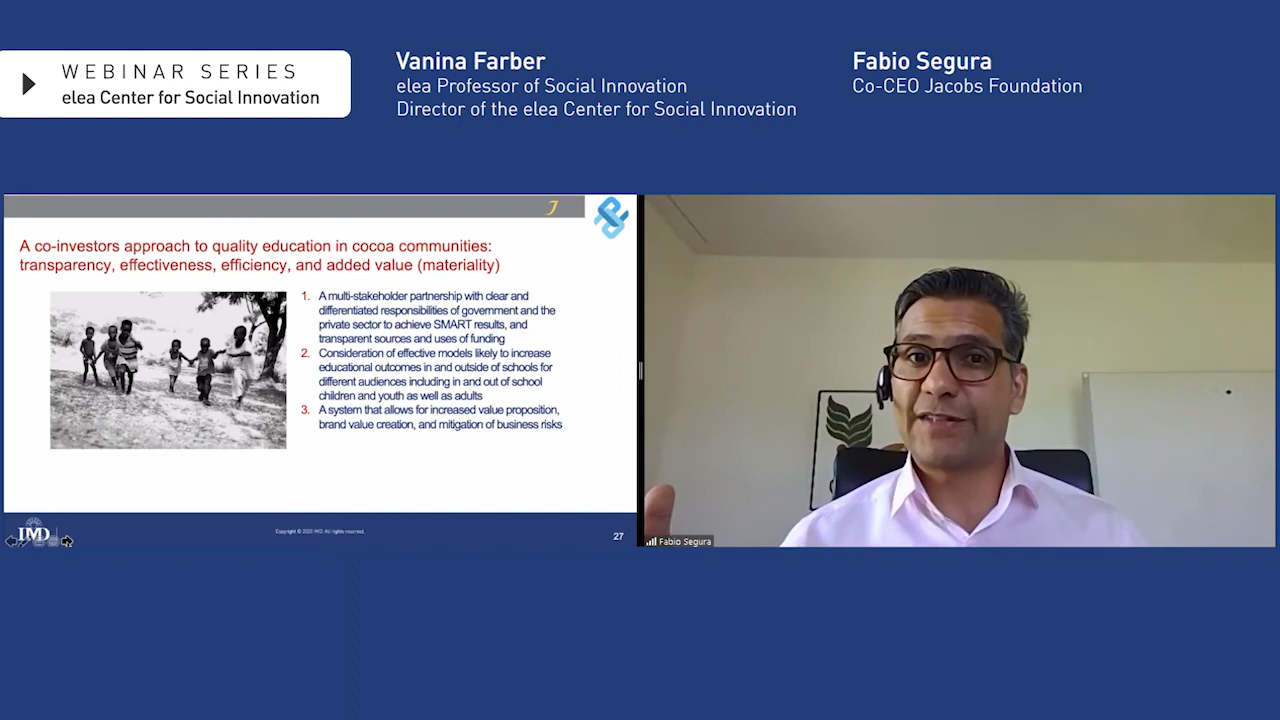 WEBINAR SERIES
elea Center for Social Innovation
Vanina Farber
elea Professor of Social Innovation
Director of the elea Center for Social Innovation
Fabio Segura
Co-CEO Jacobs Foundation
J
A co-investors approach to quality education in cocoa communities:
transparency, effectiveness, efficiency, and added value (materiality)
1. A multi-stakeholder partnership with clear and
differentiated responsibilities of government and the
private sector to achieve SMART results, and
transparent sources and uses of funding
2. Consideration of effective models likely to increase
educational outcomes in and outside of schools for
different audiences including in and out of school
children and youth as well as adults
3. A system that allows for increased value proposition,
brand value creation, and mitigation of business risks
IMD
Copyright © 2020 IMD. All rights reserved.
27
Fabio Segura